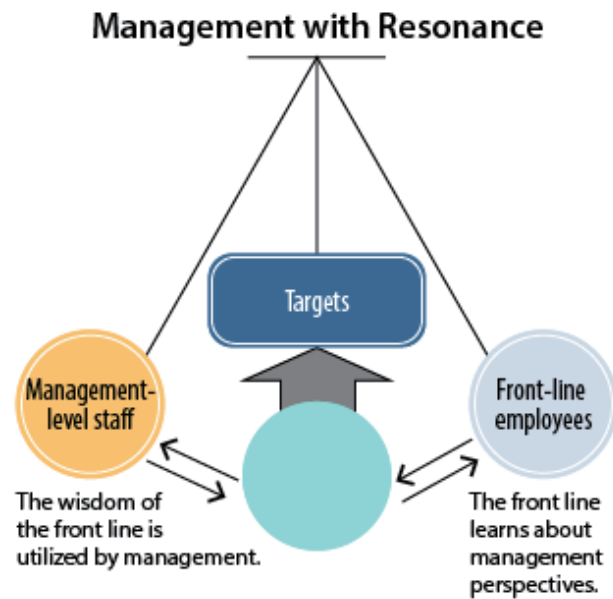 Management with Resonance
Targets
Management-
level staff
Front-line
employees
The wisdom of
the front line is
utilized by management.
The front line
learns about
management
perspectives.